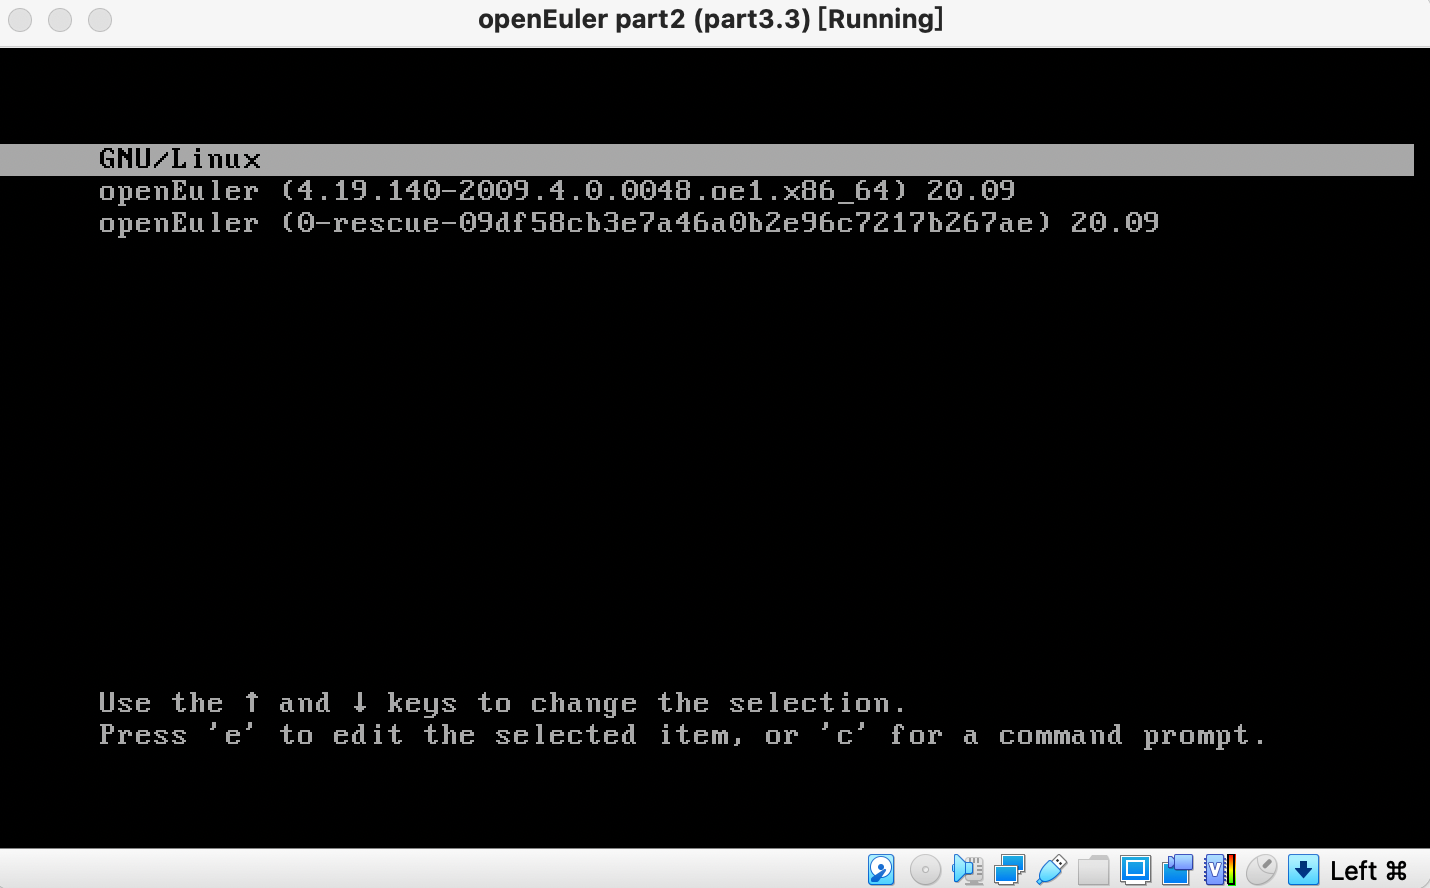 openEuler part2 (part3.3) [Running]
GNU/Linux
openEuler (4.19.140-2009.4.0.0048.oe1.x86_64) 20.09
openEuler (0-rescue-09df58cb3e7a46a0b2e96c7217b267ae) 20.09
Use the ↑ and ↓ keys to change the selection.
Press 'e' to edit the selected item, or 'c' for a command prompt.
Left ⌘